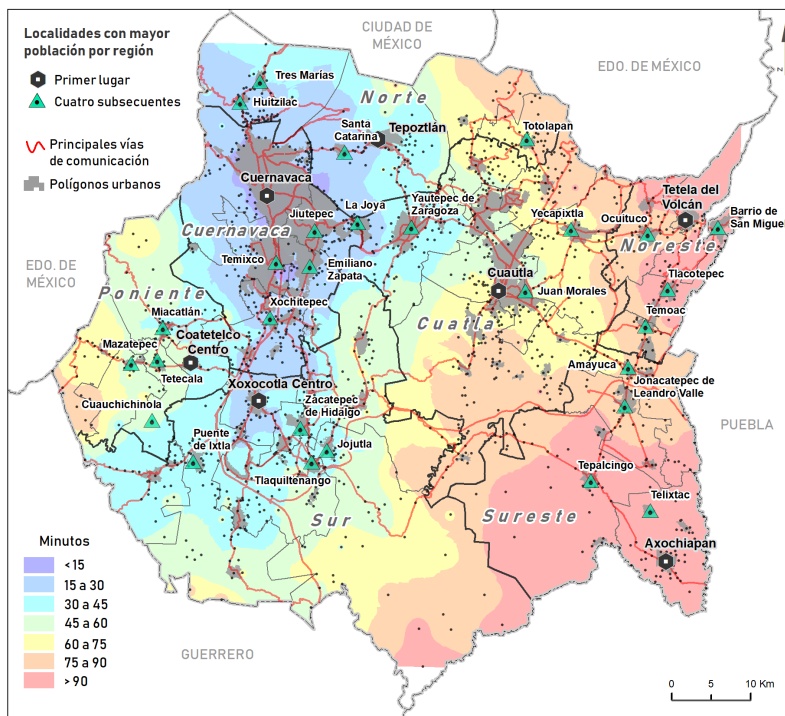 Localidades con mayor
población por región
Primer lugar
Cuatro subsecuentes
Principales vías
de comunicación
Polígonos urbanos
CIUDAD DE
MÉXICO
EDO. DE MÉXICO
N
Tres Marías
Huitzilac
Norte
Santa
Catarina
Tepoztlán
Totolapan
Cuernavaca
Tetela del
Volcán
Barrio de
San Miguel
La Joya
Yautepec de
Zaragoza
Yecapixtla
Ocuituco
Jiutepec
Cuernavaca
Noreste
EDO. DE
MÉXICO
Temixco
Emiliano
Zapata
Cuautla
Tlacotepec
Poniente
Juan Morales
Miacatlán
Xochitepec
Cuatla
Temoac
Coatetelco
Centro
Mazatepec
Tetecala
Amayuca
Xoxocotla Centro
Jonacatepec de
Leandro Valle
Cuauchichinola
Zacatepec
de Hidalgo
PUEBLA
Puente
de Ixtla
Jojutla
Tlaquiltenango
Tepalcingo
Telixtac
Sur
Sureste
Axochiapan
Minutos
<15
15 a 30
30 a 45
45 a 60
60 a 75
75 a 90
> 90
GUERRERO
0 5 10 Km